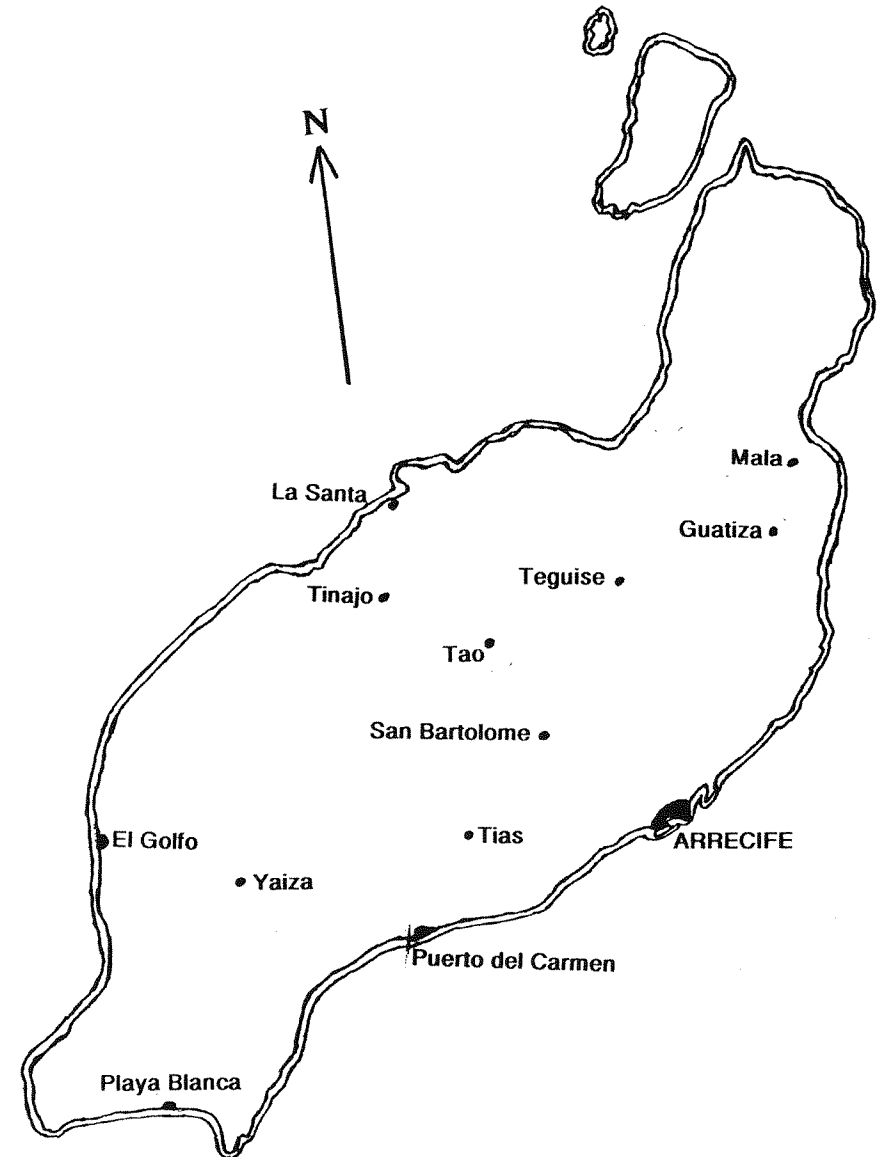 N
Mala
La Santa
Guatiza
Teguise
Tinajo
Tao
San Bartolome
El Golfo
Tias
ARRECIFE
Yaiza
Puerto del Carmen
Playa Blanca